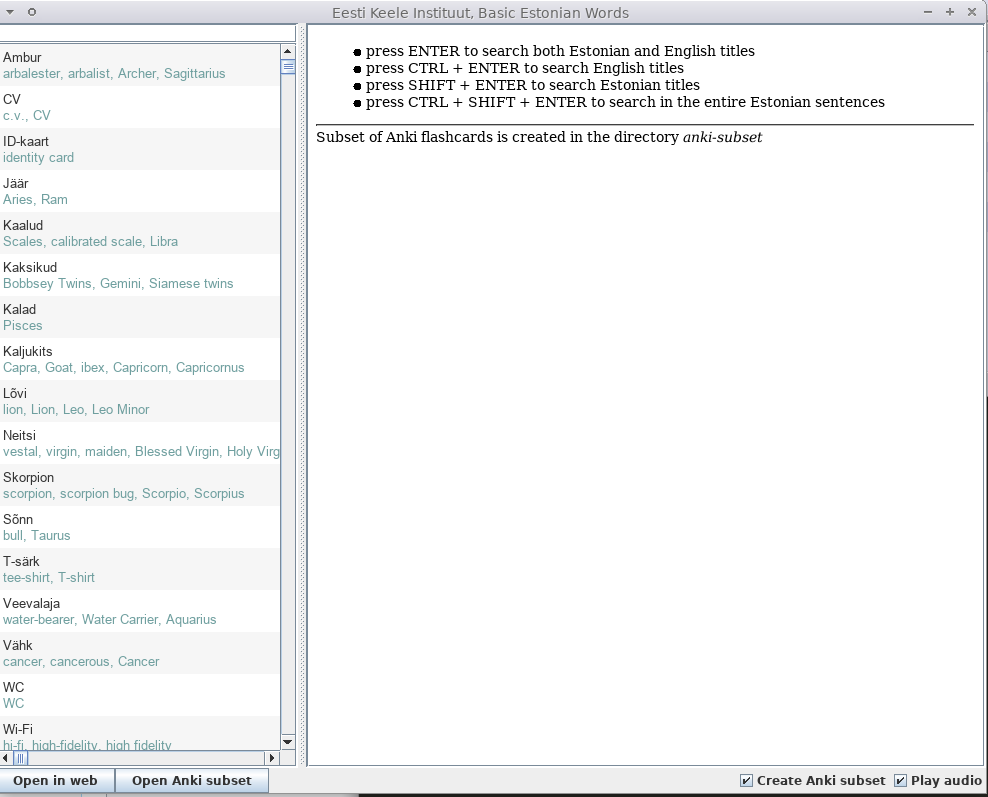 Eesti Keele Instituut, Basic Estonian Words
Ambur
arbalester, arbalist, Archer, Sagittarius
CV
c.v., CV
ID-kaart
identity card
Jäär
Aries, Ram
Kaalud
Scales, calibrated scale, Libra
Kaksikud
Bobbsey Twins, Gemini, Siamese twins
Kalad
Pisces
Kaljukits
Capra, Goat, ibex, Capricorn, Capricornus
Lõvi
lion, Lion, Leo, Leo Minor
Neitsi
vestal, virgin, maiden, Blessed Virgin, Holy Virg
Skorpion
scorpion, scorpion bug, Scorpio, Scorpius
Sõnn
bull, Taurus
T-särk
tee-shirt, T-shirt
Veevalaja
water-bearer, Water Carrier, Aquarius
Vähk
cancer, cancerous, Cancer
WC
WC
Wi-Fi
hi-fi, high-fidelity, high fidelity
● press ENTER to search both Estonian and English titles
● press CTRL + ENTER to search English titles
● press SHIFT + ENTER to search Estonian titles
● press CTRL + SHIFT + ENTER to search in the entire Estonian sentences
Subset of Anki flashcards is created in the directory anki-subset
Open in web
Open Anki subset
Create Anki subset
Play audio